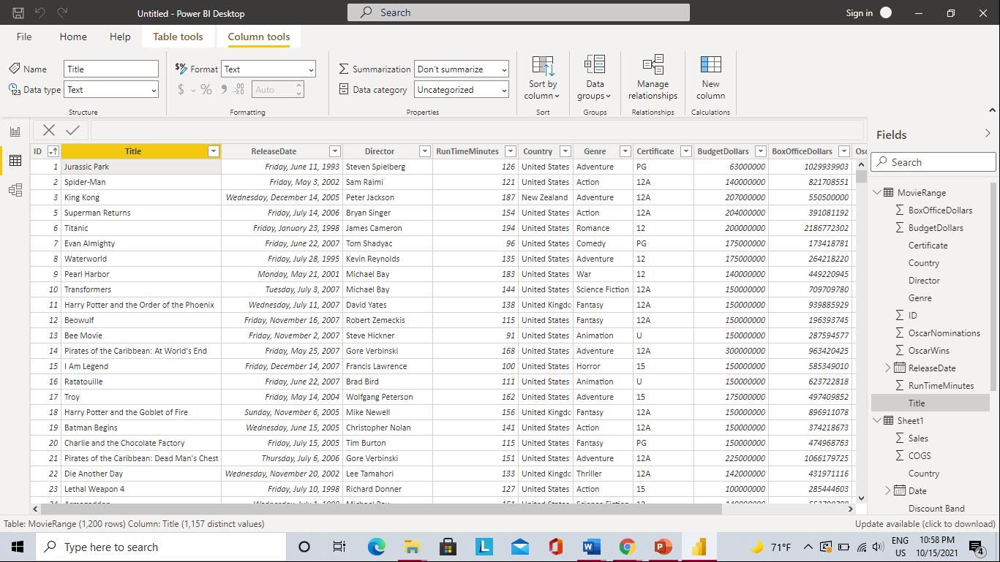 Untitled - Power BI Desktop
Search
Sign in
File Home Help Table tools Column tools
Name Title $% Format Text Summarization Don't summarize
Data type Text $ % 9 .00 Auto Data category Uncategorized
Sort by column Data groups Manage relationships New column
Structure Formatting Properties Sort Groups Relationships Calculations
ID Title ReleaseDate Director RunTimeMinutes Country Genre Certificate BudgetDollars BoxOfficeDollars Osc
1 Jurassic Park Friday, June 11, 1993 Steven Spielberg 126 United States Adventure PG 63000000 1029939903
2 Spider-Man Friday, May 3, 2002 Sam Raimi 121 United States Action 12A 140000000 821708551
3 King Kong Wednesday, December 14, 2005 Peter Jackson 187 New Zealand Adventure 12A 207000000 550500000
5 Superman Returns Friday, July 14, 2006 Bryan Singer 154 United States Action 12A 204000000 391081192
6 Titanic Friday, January 23, 1998 James Cameron 194 United States Romance 12 200000000 2186772302
7 Evan Almighty Friday, June 22, 2007 Tom Shadyac 96 United States Comedy PG 175000000 173418781
8 Waterworld Friday, July 28, 1995 Kevin Reynolds 135 United States Adventure 12 175000000 264218220
9 Pearl Harbor Monday, May 21, 2001 Michael Bay 183 United States War 12 140000000 449220945
10 Transformers Tuesday, July 3, 2007 Michael Bay 144 United States Science Fiction 12A 150000000 709709780
11 Harry Potter and the Order of the Phoenix Wednesday, July 11, 2007 David Yates 138 United Kingdc Fantasy 12A 150000000 939885929
12 Beowulf Friday, November 16, 2007 Robert Zemeckis 115 United States Fantasy 12A 150000000 196393745
13 Bee Movie Friday, November 2, 2007 Steve Hickner 91 United States Animation U 150000000 287594577
14 Pirates of the Caribbean: At World's End Friday, May 25, 2007 Gore Verbinski 168 United States Adventure 12A 300000000 963420425
15 I Am Legend Friday, December 14, 2007 Francis Lawrence 100 United States Horror 15 150000000 585349010
16 Ratatouille Friday, June 22, 2007 Brad Bird 111 United States Animation U 150000000 623722818
17 Troy Friday, May 14, 2004 Wolfgang Peterson 162 United States Adventure 15 175000000 497409852
18 Harry Potter and the Goblet of Fire Sunday, November 6, 2005 Mike Newell 156 United Kingdc Fantasy 12A 150000000 896911078
19 Batman Begins Wednesday, June 15, 2005 Christopher Nolan 141 United States Action 12A 150000000 374218673
20 Charlie and the Chocolate Factory Friday, July 15, 2005 Tim Burton 115 United States Fantasy PG 150000000 474968763
21 Pirates of the Caribbean: Dead Man's Chest Thursday, July 6, 2006 Gore Verbinski 151 United States Adventure 12A 225000000 1066179725
22 Die Another Day Wednesday, November 20, 2002 Lee Tamahori 133 United Kingdc Thriller 12A 142000000 431971116
23 Lethal Weapon 4 Friday, July 10, 1998 Richard Donner 127 United States Action 15 100000000 285444603
Fields
Search
MovieRange
BoxOfficeDollars
BudgetDollars
Certificate
Country
Director
Genre
ID
OscarNominations
OscarWins
ReleaseDate
RunTimeMinutes
Title
Sheet1
Sales
COGS
Country
Date
Discount Band
Table: MovieRange (1,200 rows) Column: Title (1,157 distinct values)
Update available (click to download)
Type here to search
71°F
ENG
US
10:58 PM
10/15/2021
4